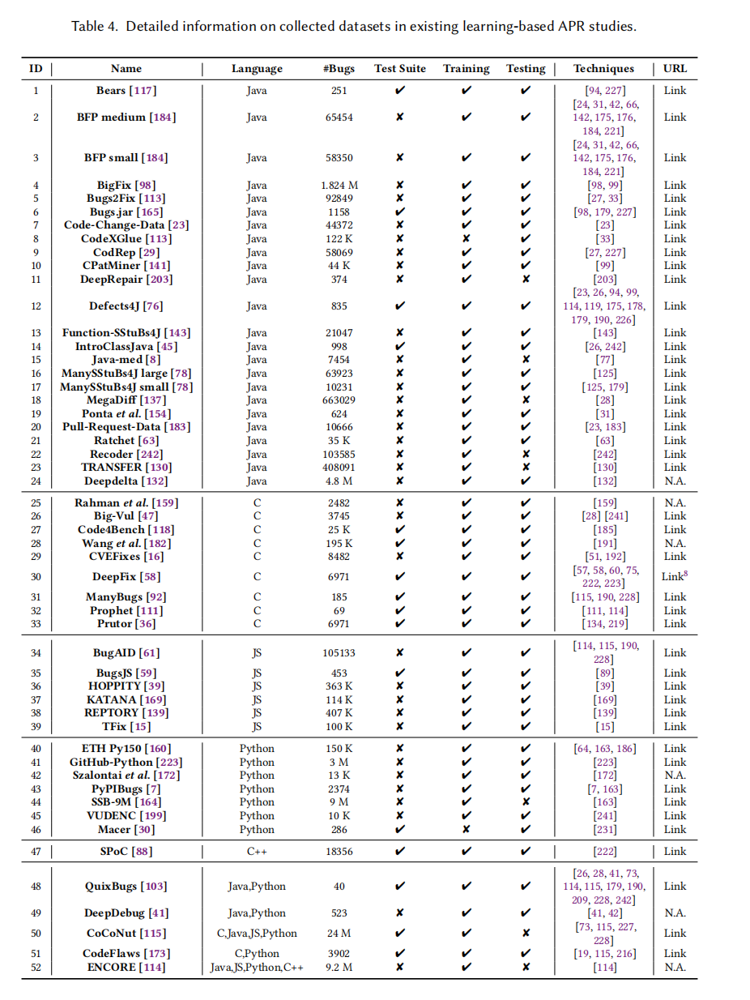 Table 4. Detailed information on collected datasets in existing learning-based APR studies.
ID Name Language #Bugs Test Suite Training Testing Techniques URL
1 Bears [117] Java 251 ✔ ✔ ✔ [94, 227] Link
2 BFP medium [184] Java 65454 ✘ ✔ ✔ [24, 31, 42, 66, 142, 175, 176, 184, 221] Link
3 BFP small [184] Java 58350 ✘ ✔ ✔ [24, 31, 42, 66, 142, 175, 176, 184, 221] Link
4 BigFix [98] Java 1.824 M ✘ ✔ ✔ [98, 99] Link
5 Bugs2Fix [113] Java 92849 ✘ ✔ ✔ [27, 33] Link
6 Bugs.jar [165] Java 1158 ✔ ✔ ✔ [98, 179, 227] Link
7 Code-Change-Data [23] Java 44372 ✘ ✔ ✔ [23] Link
8 CodeXGlue [113] Java 122 K ✘ ✘ ✔ [33] Link
9 CodRep [29] Java 58069 ✘ ✔ ✔ [27, 227] Link
10 CPatMiner [141] Java 44 K ✘ ✔ ✔ [99] Link
11 DeepRepair [203] Java 374 ✘ ✔ ✘ [203] Link
12 Defects4J [76] Java 835 ✔ ✔ ✔ [23, 26, 94, 99, 114, 119, 175, 178, 179, 190, 226] Link
13 Function-SStuBs4J [143] Java 21047 ✘ ✔ ✔ [143] Link
14 IntroClassJava [45] Java 998 ✔ ✔ ✔ [26, 242] Link
15 Java-med [8] Java 7454 ✘ ✔ ✘ [77] Link
16 ManySStuBs4J large [78] Java 63923 ✘ ✔ ✔ [125] Link
17 ManySStuBs4J small [78] Java 10231 ✘ ✔ ✔ [125, 179] Link
18 MegaDiff [137] Java 663029 ✘ ✔ ✘ [28] Link
19 Ponta et al. [154] Java 624 ✘ ✔ ✔ [31] Link
20 Pull-Request-Data [183] Java 10666 ✘ ✔ ✔ [23, 183] Link
21 Ratchet [63] Java 35 K ✘ ✔ ✔ [63] Link
22 Recoder [242] Java 103585 ✘ ✔ ✘ [242] Link
23 TRANSFER [130] Java 408091 ✘ ✔ ✘ [130] Link
24 Deepdelta [132] Java 4.8 M ✘ ✔ ✔ [132] N.A.
25 Rahman et al. [159] C 2482 ✘ ✔ ✔ [159] N.A.
26 Big-Vul [47] C 3745 ✘ ✔ ✔ [28] [241] Link
27 Code4Bench [118] C 25 K ✔ ✔ ✔ [185] Link
28 Wang et al. [182] C 195 K ✔ ✔ ✔ [191] N.A.
29 CVEFixes [16] C 8482 ✘ ✔ ✔ [51, 192] Link
30 DeepFix [58] C 6971 ✔ ✔ ✔ [57, 58, 60, 75, 222, 223] Link8
31 ManyBugs [92] C 185 ✔ ✔ ✔ [115, 190, 228] Link
32 Prophet [111] C 69 ✔ ✔ ✔ [111, 114] Link
33 Prutor [36] C 6971 ✔ ✔ ✔ [134, 219] Link
34 BugAID [61] JS 105133 ✘ ✔ ✔ [114, 115, 190, 228] Link
35 BugsJS [59] JS 453 ✔ ✔ ✔ [89] Link
36 HOPPITY [39] JS 363 K ✘ ✔ ✔ [39] Link
37 KATANA [169] JS 114 K ✘ ✔ ✔ [169] Link
38 REPTORY [139] JS 407 K ✘ ✔ ✔ [139] Link
39 TFix [15] JS 100 K ✘ ✔ ✔ [15] Link
40 ETH Py150 [160] Python 150 K ✘ ✔ ✔ [64, 163, 186] Link
41 GitHub-Python [223] Python 3 M ✘ ✔ ✔ [223] Link
42 Szalontai et al. [172] Python 13 K ✘ ✔ ✔ [172] N.A.
43 PyPIBugs [7] Python 2374 ✘ ✔ ✔ [7, 163] Link
44 SSB-9M [164] Python 9 M ✘ ✔ ✘ [163] Link
45 VUDENC [199] Python 10 K ✘ ✔ ✔ [241] Link
46 Macer [30] Python 286 ✔ ✘ ✔ [231] Link
47 SPoC [88] C++ 18356 ✔ ✔ ✔ [222] Link
48 QuixBugs [103] Java,Python 40 ✔ ✔ ✔ [26, 28, 41, 73, 114, 115, 179, 190, 209, 228, 242] Link
49 DeepDebug [41] Java,Python 523 ✘ ✔ ✔ [41, 42] N.A.
50 CoCoNut [115] C,Java,JS,Python 24 M ✔ ✔ ✘ [73, 115, 227, 228] Link
51 CodeFlaws [173] C,Python 3902 ✔ ✔ ✔ [19, 115, 216] Link
52 ENCORE [114] Java,JS,Python,C++ 9.2 M ✘ ✔ ✘ [114] N.A.